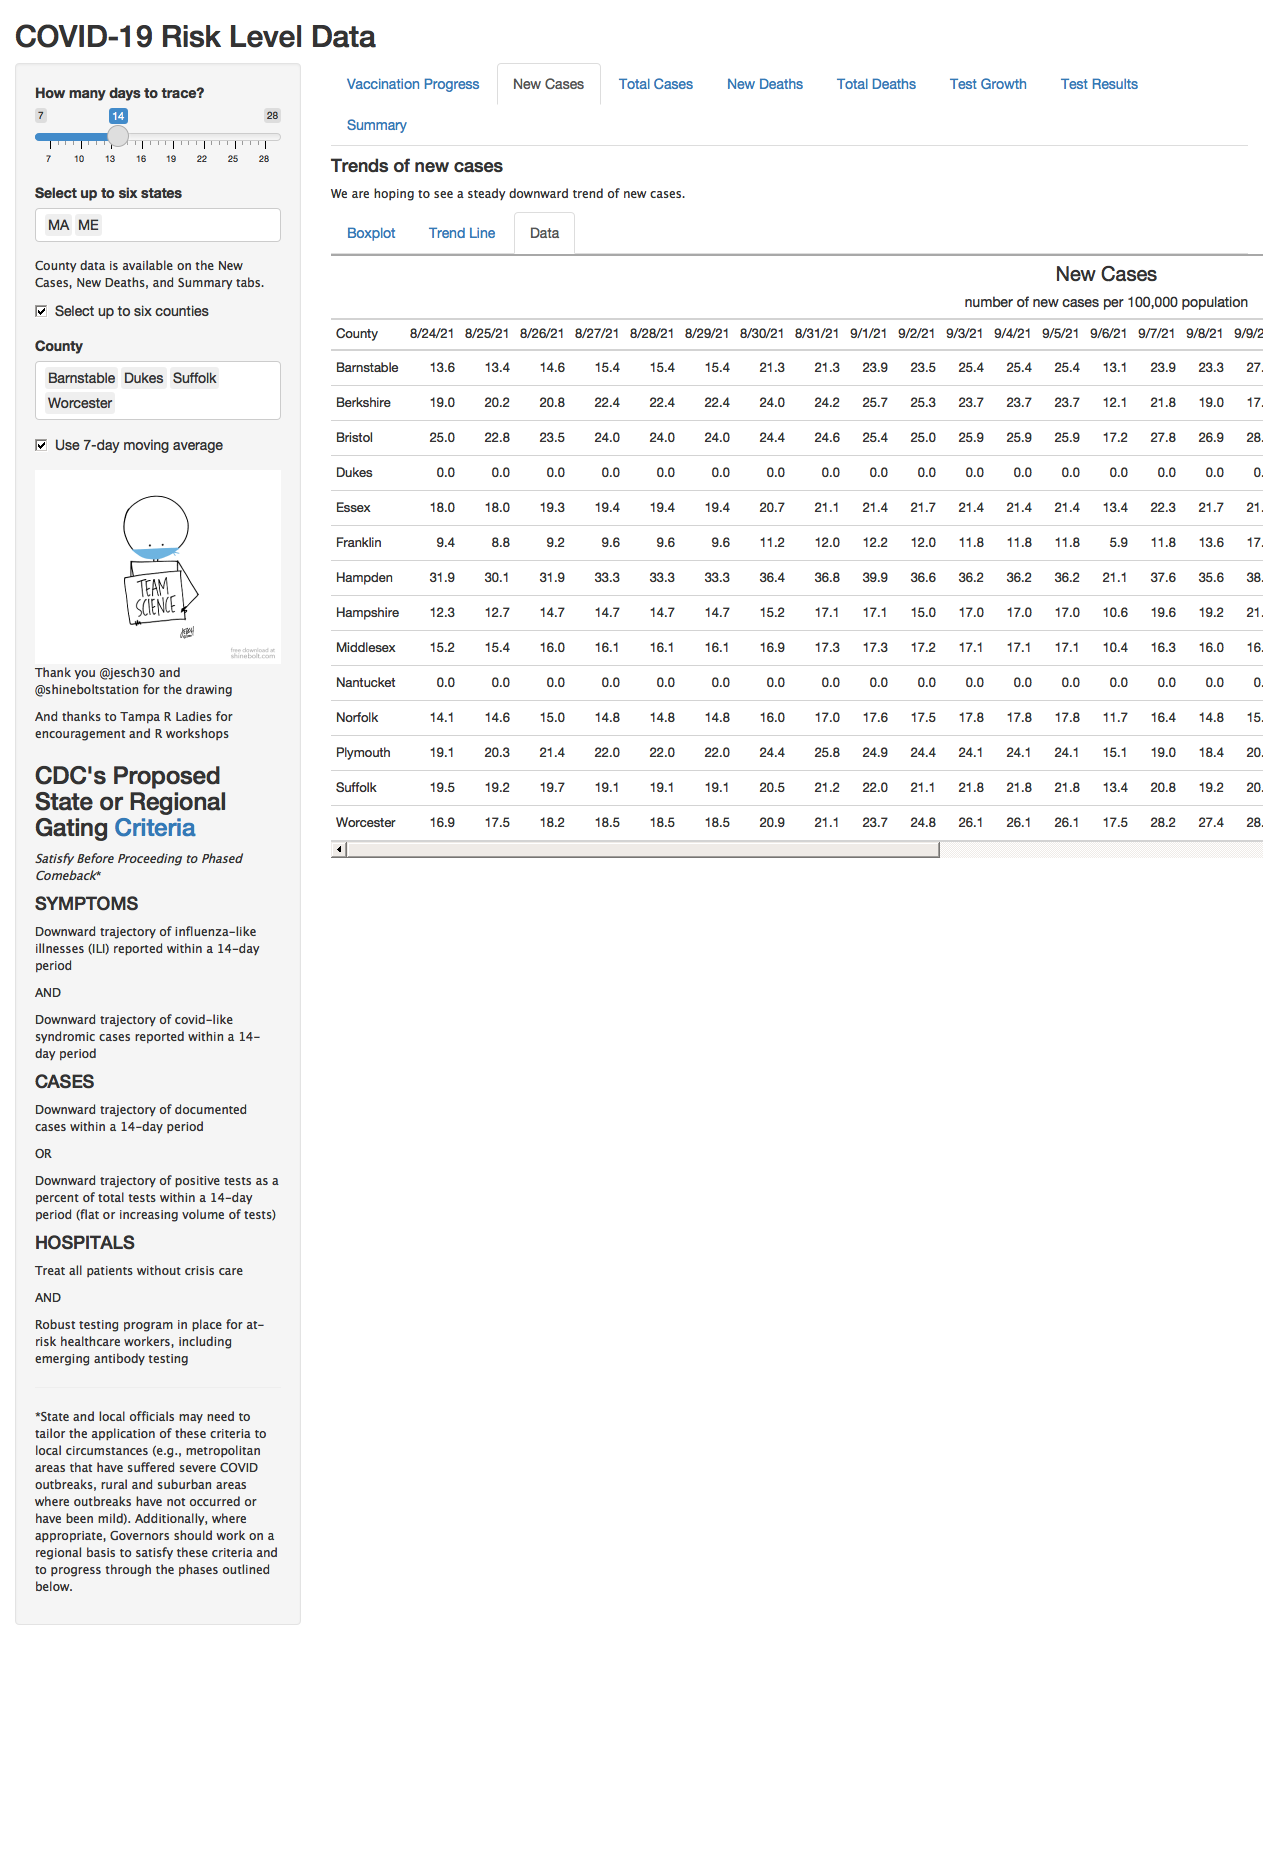 COVID-19 Risk Level Data
How many days to trace?
7 14 28
7 10 13 16 19 22 25 28
Select up to six states
MA ME
County data is available on the New
Cases, New Deaths, and Summary tabs.
Select up to six counties
County
Barnstable Dukes Suffolk
Worcester
Use 7-day moving average
TEAM
SCIENCE
free download at
shinebolt.com
Thank you @jesch30 and
@shineboltstation for the drawing
And thanks to Tampa R Ladies for
encouragement and R workshops
CDC's Proposed
State or Regional
Gating Criteria
Satisfy Before Proceeding to Phased
Comeback*
SYMPTOMS
Downward trajectory of influenza-like
illnesses (ILI) reported within a 14-day
period
AND
Downward trajectory of covid-like
syndromic cases reported within a 14-
day period
CASES
Downward trajectory of documented
cases within a 14-day period
OR
Downward trajectory of positive tests as a
percent of total tests within a 14-day
period (flat or increasing volume of tests)
HOSPITALS
Treat all patients without crisis care
AND
Robust testing program in place for at-
risk healthcare workers, including
emerging antibody testing
*State and local officials may need to
tailor the application of these criteria to
local circumstances (e.g., metropolitan
areas that have suffered severe COVID
outbreaks, rural and suburban areas
where outbreaks have not occurred or
have been mild). Additionally, where
appropriate, Governors should work on a
regional basis to satisfy these criteria and
to progress through the phases outlined
below.
Vaccination Progress New Cases Total Cases New Deaths Total Deaths Test Growth Test Results
Summary
Trends of new cases
We are hoping to see a steady downward trend of new cases.
Boxplot Trend Line Data
New Cases
number of new cases per 100,000 population
County 8/24/21 8/25/21 8/26/21 8/27/21 8/28/21 8/29/21 8/30/21 8/31/21 9/1/21 9/2/21 9/3/21 9/4/21 9/5/21 9/6/21 9/7/21 9/8/21 9/9/2
Barnstable 13.6 13.4 14.6 15.4 15.4 15.4 21.3 21.3 23.9 23.5 25.4 25.4 25.4 13.1 23.9 23.3 27.
Berkshire 19.0 20.2 20.8 22.4 22.4 22.4 24.0 24.2 25.7 25.3 23.7 23.7 23.7 12.1 21.8 19.0 17.
Bristol 25.0 22.8 23.5 24.0 24.0 24.0 24.4 24.6 25.4 25.0 25.9 25.9 25.9 17.2 27.8 26.9 28.
Dukes 0.0 0.0 0.0 0.0 0.0 0.0 0.0 0.0 0.0 0.0 0.0 0.0 0.0 0.0 0.0 0.0 0.
Essex 18.0 18.0 19.3 19.4 19.4 19.4 20.7 21.1 21.4 21.7 21.4 21.4 21.4 13.4 22.3 21.7 21.
Franklin 9.4 8.8 9.2 9.6 9.6 9.6 11.2 12.0 12.2 12.0 11.8 11.8 11.8 5.9 11.8 13.6 17.
Hampden 31.9 30.1 31.9 33.3 33.3 33.3 36.4 36.8 39.9 36.6 36.2 36.2 36.2 21.1 37.6 35.6 38.
Hampshire 12.3 12.7 14.7 14.7 14.7 14.7 15.2 17.1 17.1 15.0 17.0 17.0 17.0 10.6 19.6 19.2 21.
Middlesex 15.2 15.4 16.0 16.1 16.1 16.1 16.9 17.3 17.3 17.2 17.1 17.1 17.1 10.4 16.3 16.0 16.
Nantucket 0.0 0.0 0.0 0.0 0.0 0.0 0.0 0.0 0.0 0.0 0.0 0.0 0.0 0.0 0.0 0.0 0.
Norfolk 14.1 14.6 15.0 14.8 14.8 14.8 16.0 17.0 17.6 17.5 17.8 17.8 17.8 11.7 16.4 14.8 15.
Plymouth 19.1 20.3 21.4 22.0 22.0 22.0 24.4 25.8 24.9 24.4 24.1 24.1 24.1 15.1 19.0 18.4 20.
Suffolk 19.5 19.2 19.7 19.1 19.1 19.1 20.5 21.2 22.0 21.1 21.8 21.8 21.8 13.4 20.8 19.2 20.
Worcester 16.9 17.5 18.2 18.5 18.5 18.5 20.9 21.1 23.7 24.8 26.1 26.1 26.1 17.5 28.2 27.4 28.